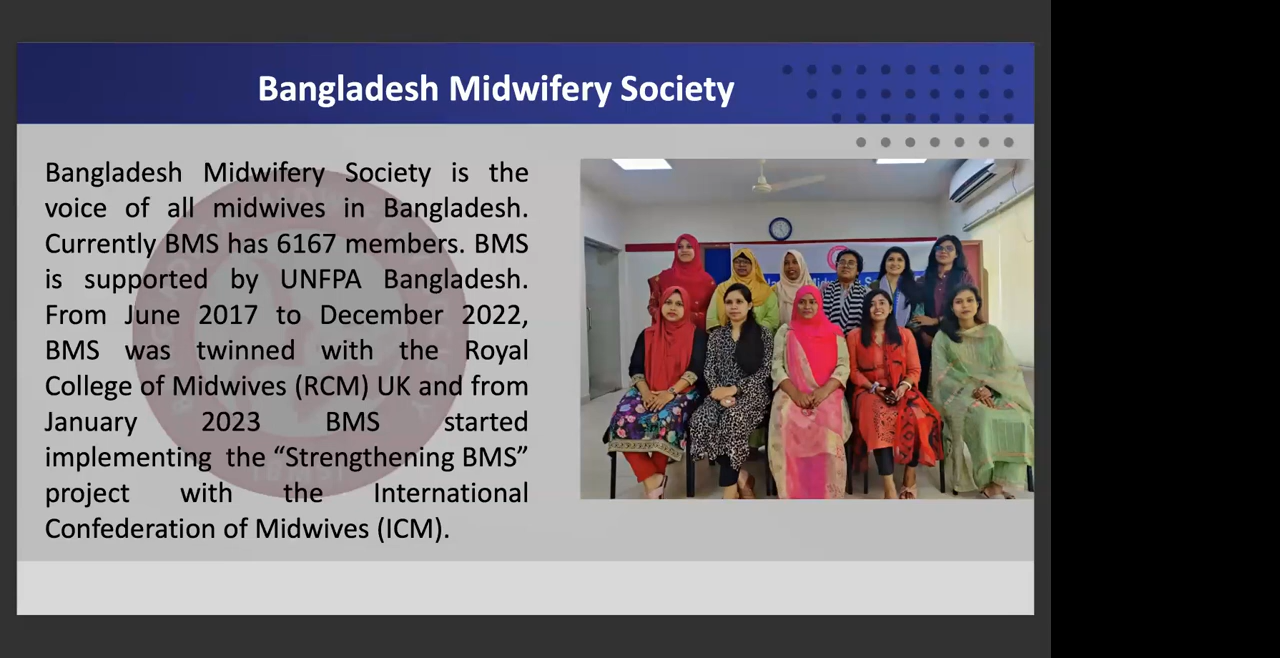 Bangladesh Midwifery Society
Bangladesh Midwifery Society is the
voice of all midwives in Bangladesh.
Currently BMS has 6167 members. BMS
is supported by UNFPA Bangladesh.
From June 2017 to December 2022,
BMS was twinned with the Royal
College of Midwives (RCM) UK and from
January 2023 BMS started
implementing the “Strengthening BMS”
project with the International
Confederation of Midwives (ICM).